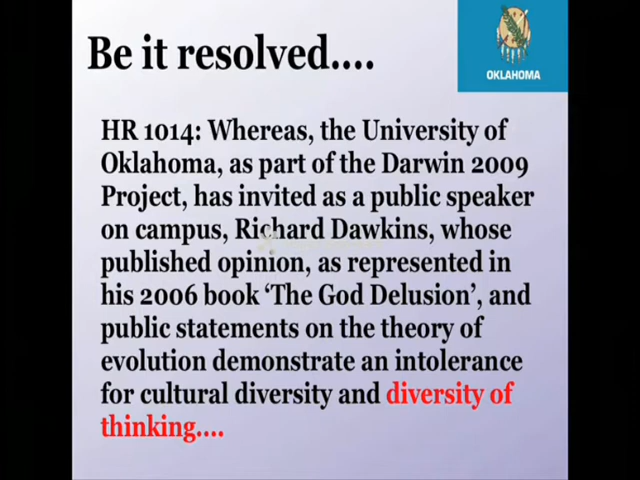 Be it resolved....
OKLAHOMA
HR 1014: Whereas, the University of
Oklahoma, as part of the Darwin 2009
Project, has invited as a public speaker
on campus, Richard Dawkins, whose
published opinion, as represented in
his 2006 book ‘The God Delusion’, and
public statements on the theory of
evolution demonstrate an intolerance
for cultural diversity and diversity of
thinking....